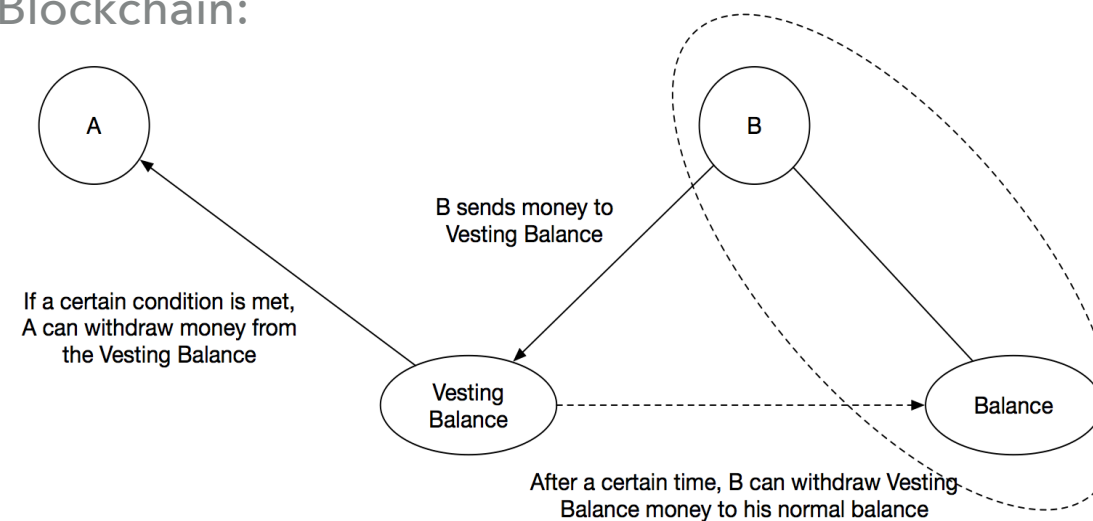 Blockchain:
A
B
B sends money to
Vesting Balance
If a certain condition is met,
A can withdraw money from
the Vesting Balance
Vesting
Balance
Balance
After a certain time, B can withdraw Vesting
Balance money to his normal balance